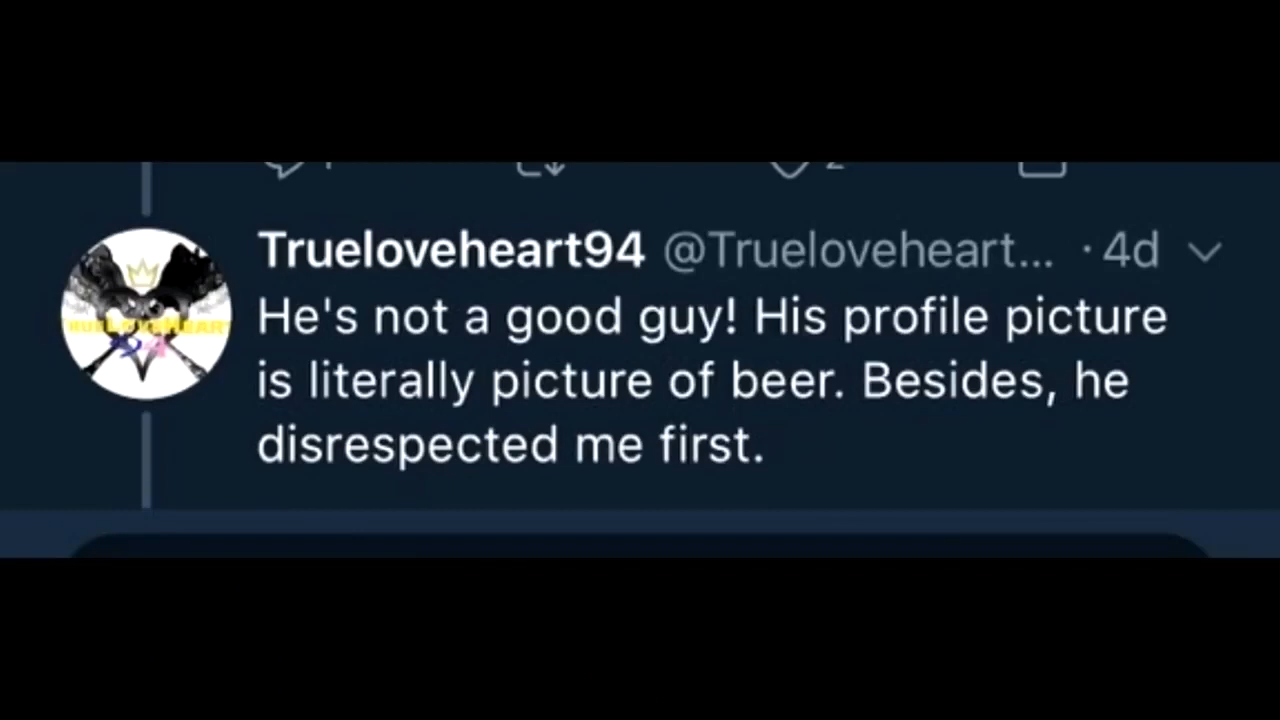 Trueloveheart94 @Trueloveheart... · 4d
He's not a good guy! His profile picture
is literally picture of beer. Besides, he
disrespected me first.